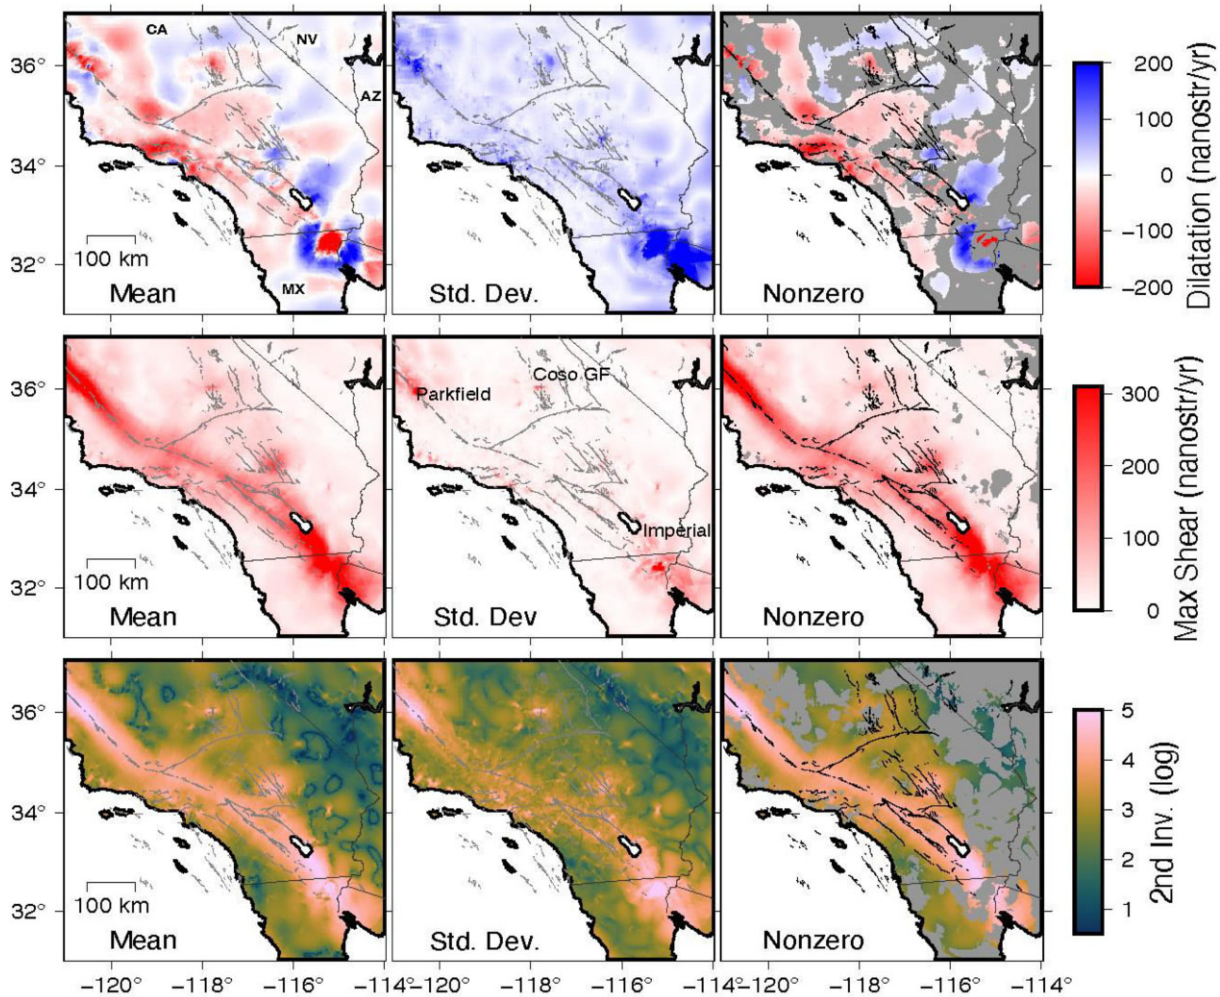 CA
NV
AZ
MX
36°
34°
32°
100 km
Mean
Std. Dev.
Nonzero
200
100
0
−100
−200
Dilatation (nanostr/yr)
Parkfield
Coso GF
Imperial
36°
34°
32°
100 km
Mean
Std. Dev
Nonzero
300
200
100
0
Max Shear (nanostr/yr)
36°
34°
32°
100 km
Mean
Std. Dev.
Nonzero
5
4
3
2
1
2nd Inv. (log)
−120° −118° −116° −114° −120° −118° −116° −114° −120° −118° −116° −114°